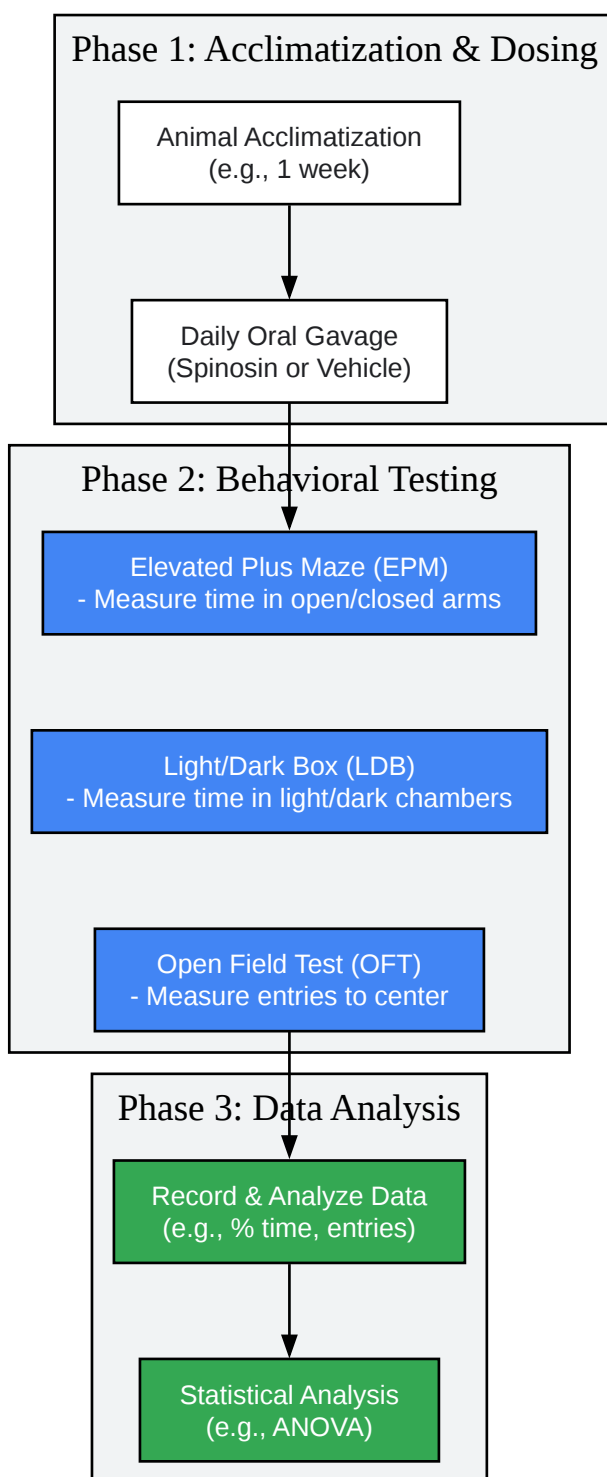 Phase 1: Acclimatization & Dosing
Animal Acclimatization
(e.g., 1 week)
Daily Oral Gavage
(Spinosin or Vehicle)
Phase 2: Behavioral Testing
Elevated Plus Maze (EPM)
- Measure time in open/closed arms
Light/Dark Box (LDB)
- Measure time in light/dark chambers
Open Field Test (OFT)
- Measure entries to center
Phase 3: Data Analysis
Record & Analyze Data
(e.g., % time, entries)
Statistical Analysis
(e.g., ANOVA)